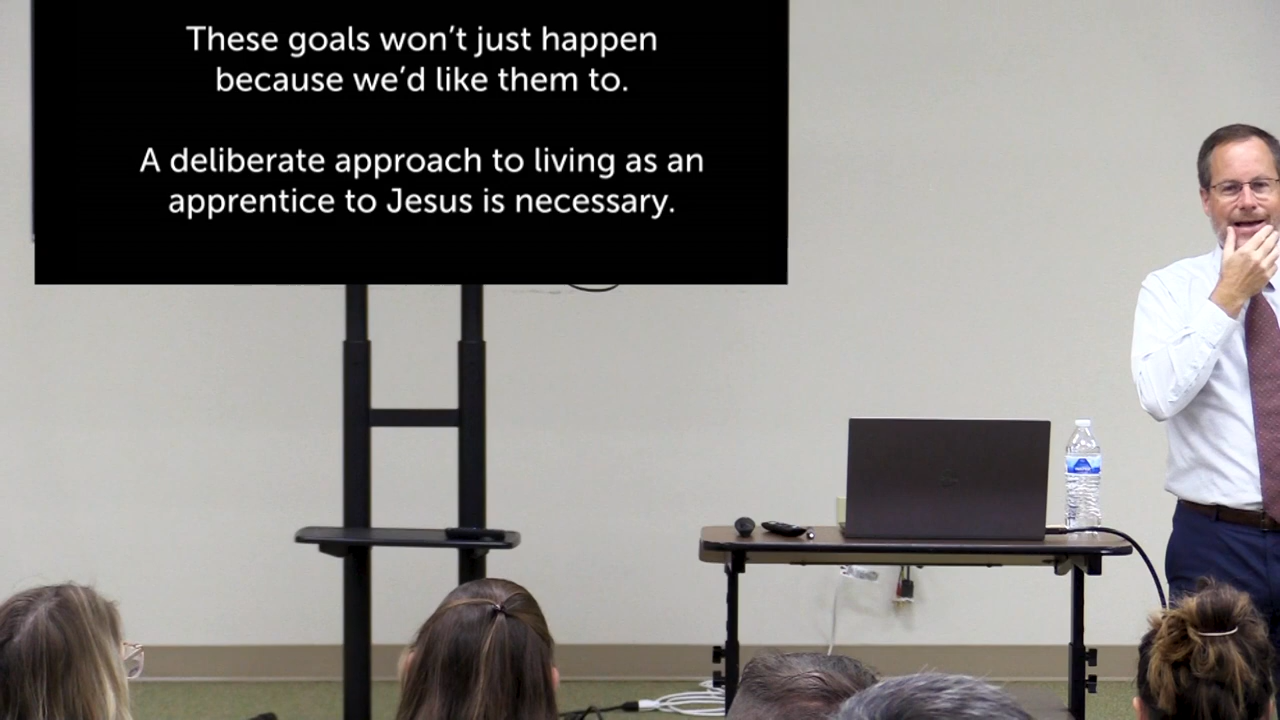 These goals won’t just happen
because we’d like them to.
A deliberate approach to living as an
apprentice to Jesus is necessary.